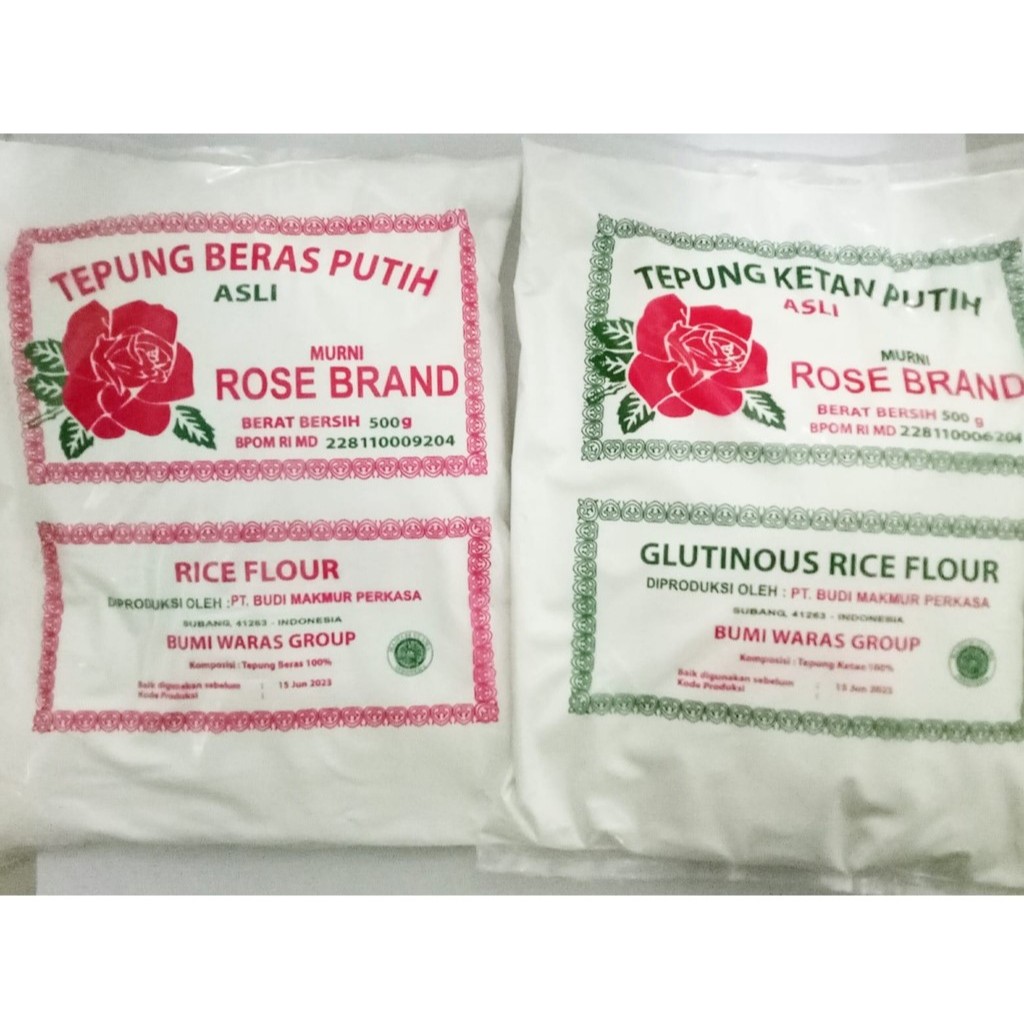 TEPUNG BERAS PUTIH
ASLI
MURNI
ROSE BRAND
BERAT BERSIH 500g
BPOM RI MD 228110009204
RICE FLOUR
DIPRODUKSI OLEH : PT. BUDI MAKMUR PERKASA
SUBANG, 41263 - INDONESIA
BUMI WARAS GROUP
Komposisi : Tepung Beras 100%
Baik digunakan sebelum : 15 Jun 2023
Kode Produksi :
TEPUNG KETAN PUTIH
ASLI
MURNI
ROSE BRAND
BERAT BERSIH 500 g
BPOM RI MD 228110006204
GLUTINOUS RICE FLOUR
DIPRODUKSI OLEH : PT. BUDI MAKMUR PERKASA
SUBANG, 41263 - INDONESIA
BUMI WARAS GROUP
Komposisi : Tepung Ketan 100%
Baik digunakan sebelum : 15 Jun 2023
Kode Produksi :